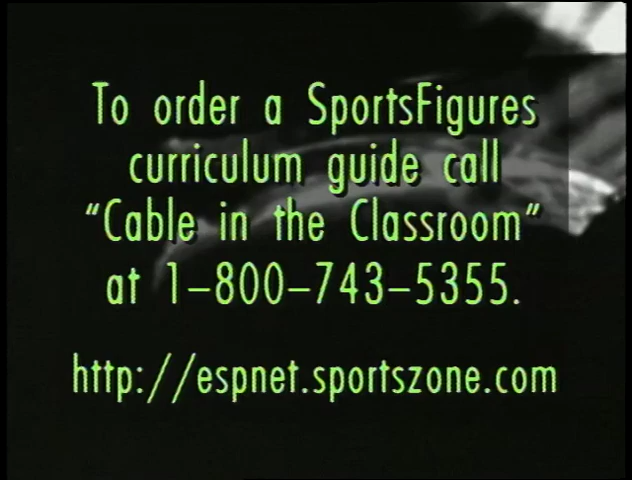 To order a SportsFigures
curriculum guide call
“Cable in the Classroom”
at 1–800–743–5355.
http://espnet.sportszone.com